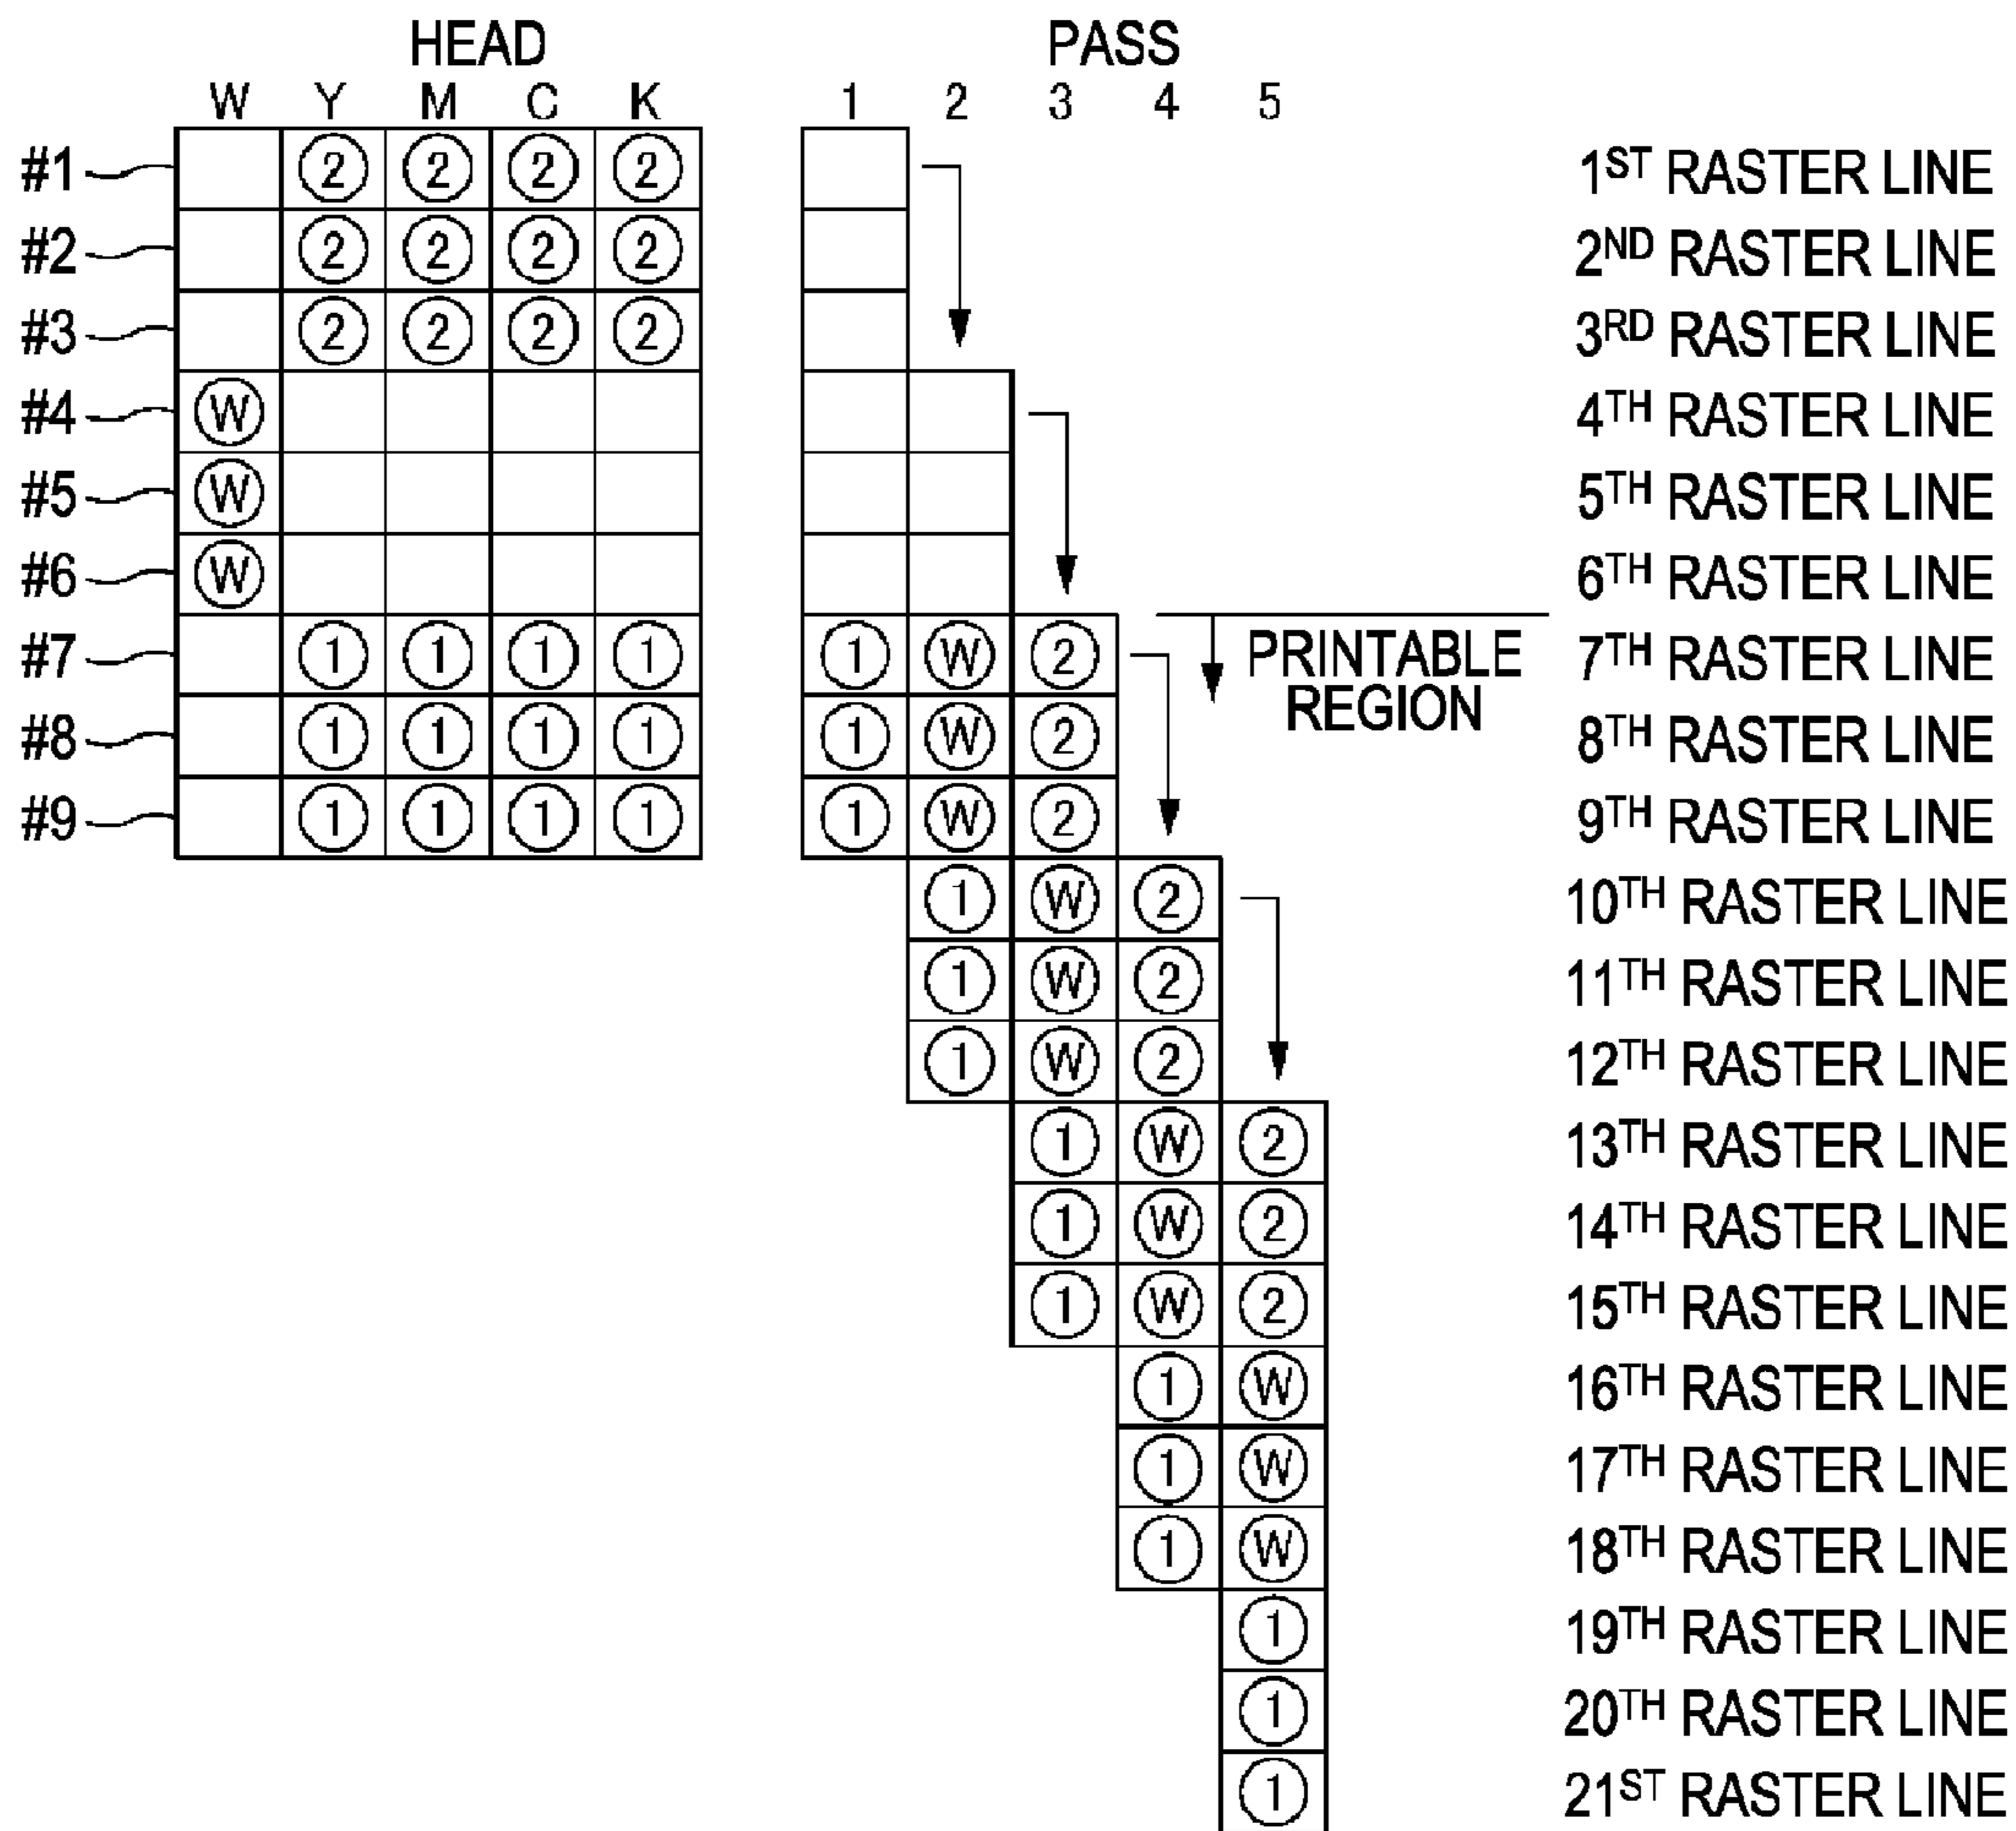 HEAD PASS
W Y M C K 1 2 3 4 5
#1 2 2 2 2 1ST RASTER LINE
#2 2 2 2 2 2ND RASTER LINE
#3 2 2 2 2 3RD RASTER LINE
#4 W 4TH RASTER LINE
#5 W 5TH RASTER LINE
#6 W 6TH RASTER LINE
#7 1 1 1 1 1 W 2 PRINTABLE 7TH RASTER LINE
REGION
#8 1 1 1 1 1 W 2 8TH RASTER LINE
#9 1 1 1 1 1 W 2 9TH RASTER LINE
1 W 2 10TH RASTER LINE
1 W 2 11TH RASTER LINE
1 W 2 12TH RASTER LINE
1 W 2 13TH RASTER LINE
1 W 2 14TH RASTER LINE
1 W 2 15TH RASTER LINE
1 W 16TH RASTER LINE
1 W 17TH RASTER LINE
1 W 18TH RASTER LINE
1 19TH RASTER LINE
1 20TH RASTER LINE
1 21ST RASTER LINE